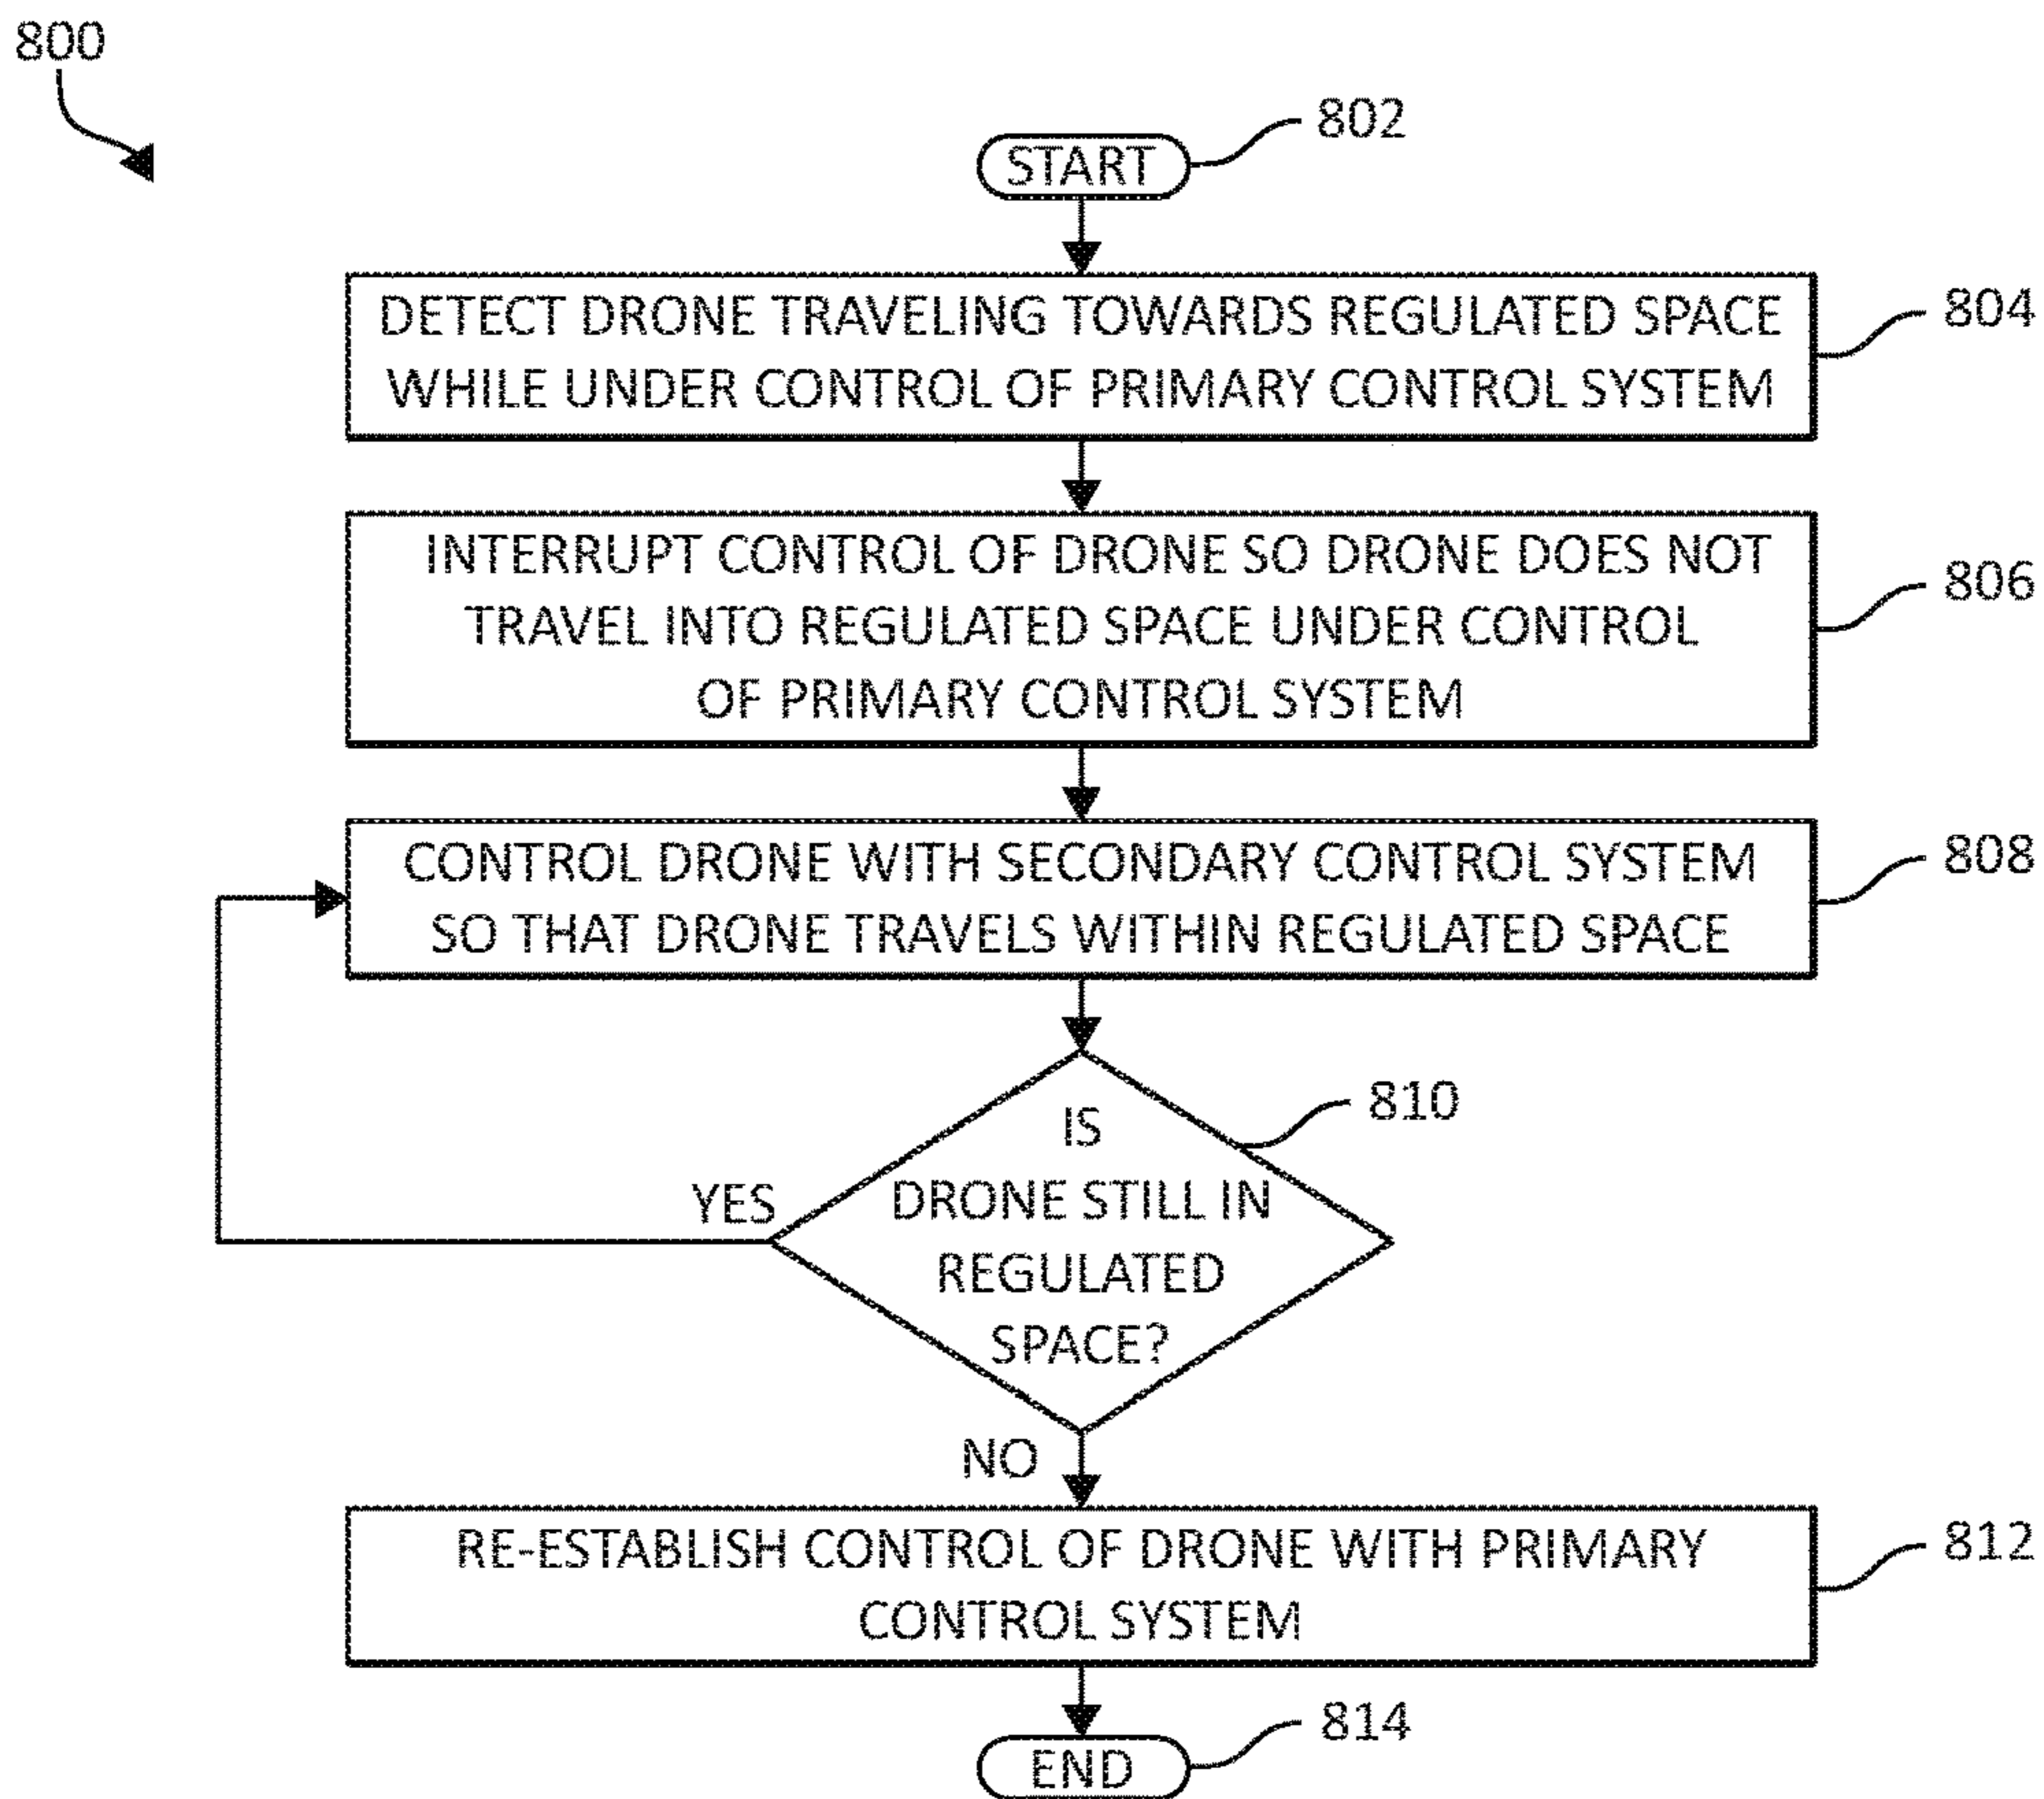 800
802
START
DETECT DRONE TRAVELING TOWARDS REGULATED SPACE
WHILE UNDER CONTROL OF PRIMARY CONTROL SYSTEM
804
INTERRUPT CONTROL OF DRONE SO DRONE DOES NOT
TRAVEL INTO REGULATED SPACE UNDER CONTROL
OF PRIMARY CONTROL SYSTEM
806
CONTROL DRONE WITH SECONDARY CONTROL SYSTEM
SO THAT DRONE TRAVELS WITHIN REGULATED SPACE
808
810
IS
DRONE STILL IN
REGULATED
SPACE?
YES
NO
RE-ESTABLISH CONTROL OF DRONE WITH PRIMARY
CONTROL SYSTEM
812
814
END